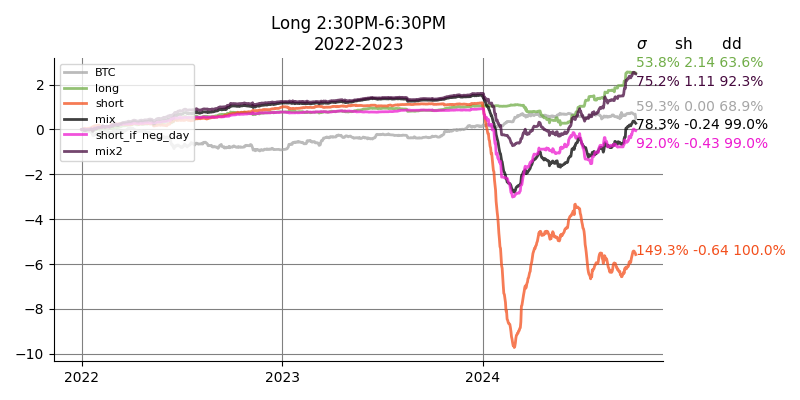 Long 2:30PM-6:30PM
2022-2023
σ sh dd
BTC
long
short
mix
short_if_neg_day
mix2
53.8% 2.14 63.6%
75.2% 1.11 92.3%
59.3% 0.00 68.9%
78.3% -0.24 99.0%
92.0% -0.43 99.0%
149.3% -0.64 100.0%
2
0
−2
−4
−6
−8
−10
2022 2023 2024